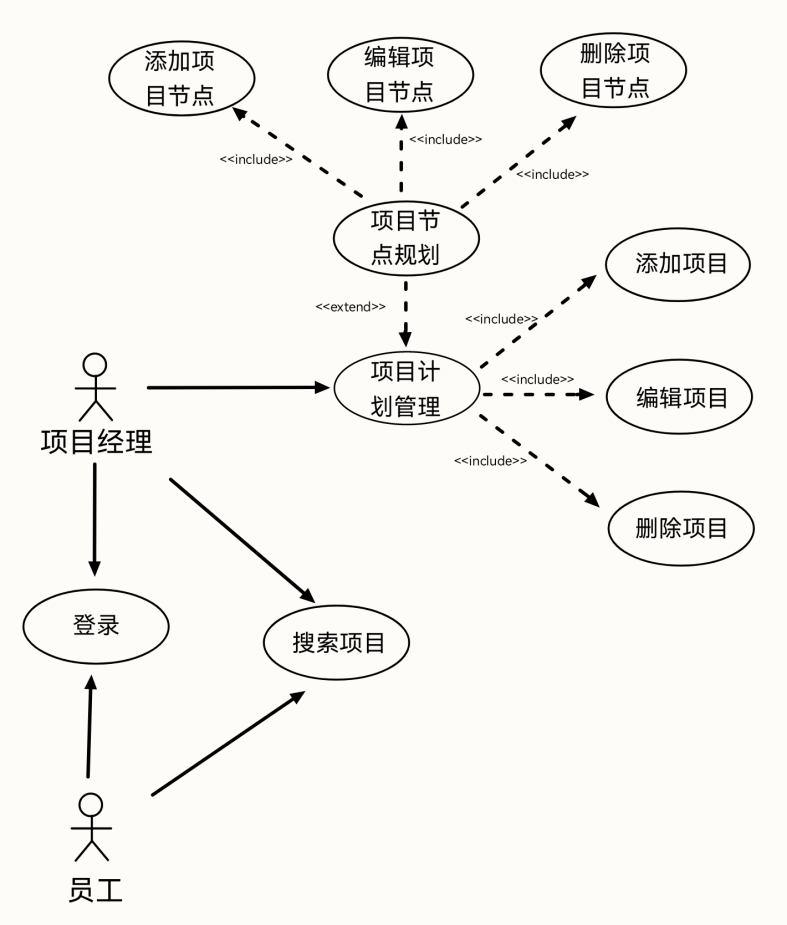 添加项
目节点
编辑项
目节点
删除项
目节点
<<include>>
<<include>>
<<include>>
项目节
点规划
添加项目
<<extend>>
<<include>>
项目计
划管理
<<include>>
编辑项目
项目经理
<<include>>
删除项目
登录
搜索项目
员工